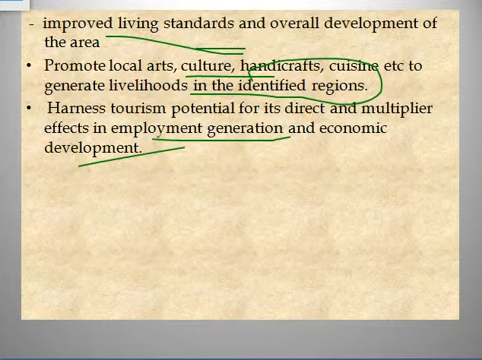 - improved living standards and overall development of
the area
• Promote local arts, culture, handicrafts, cuisine etc to
generate livelihoods in the identified regions.
• Harness tourism potential for its direct and multiplier
effects in employment generation and economic
development.